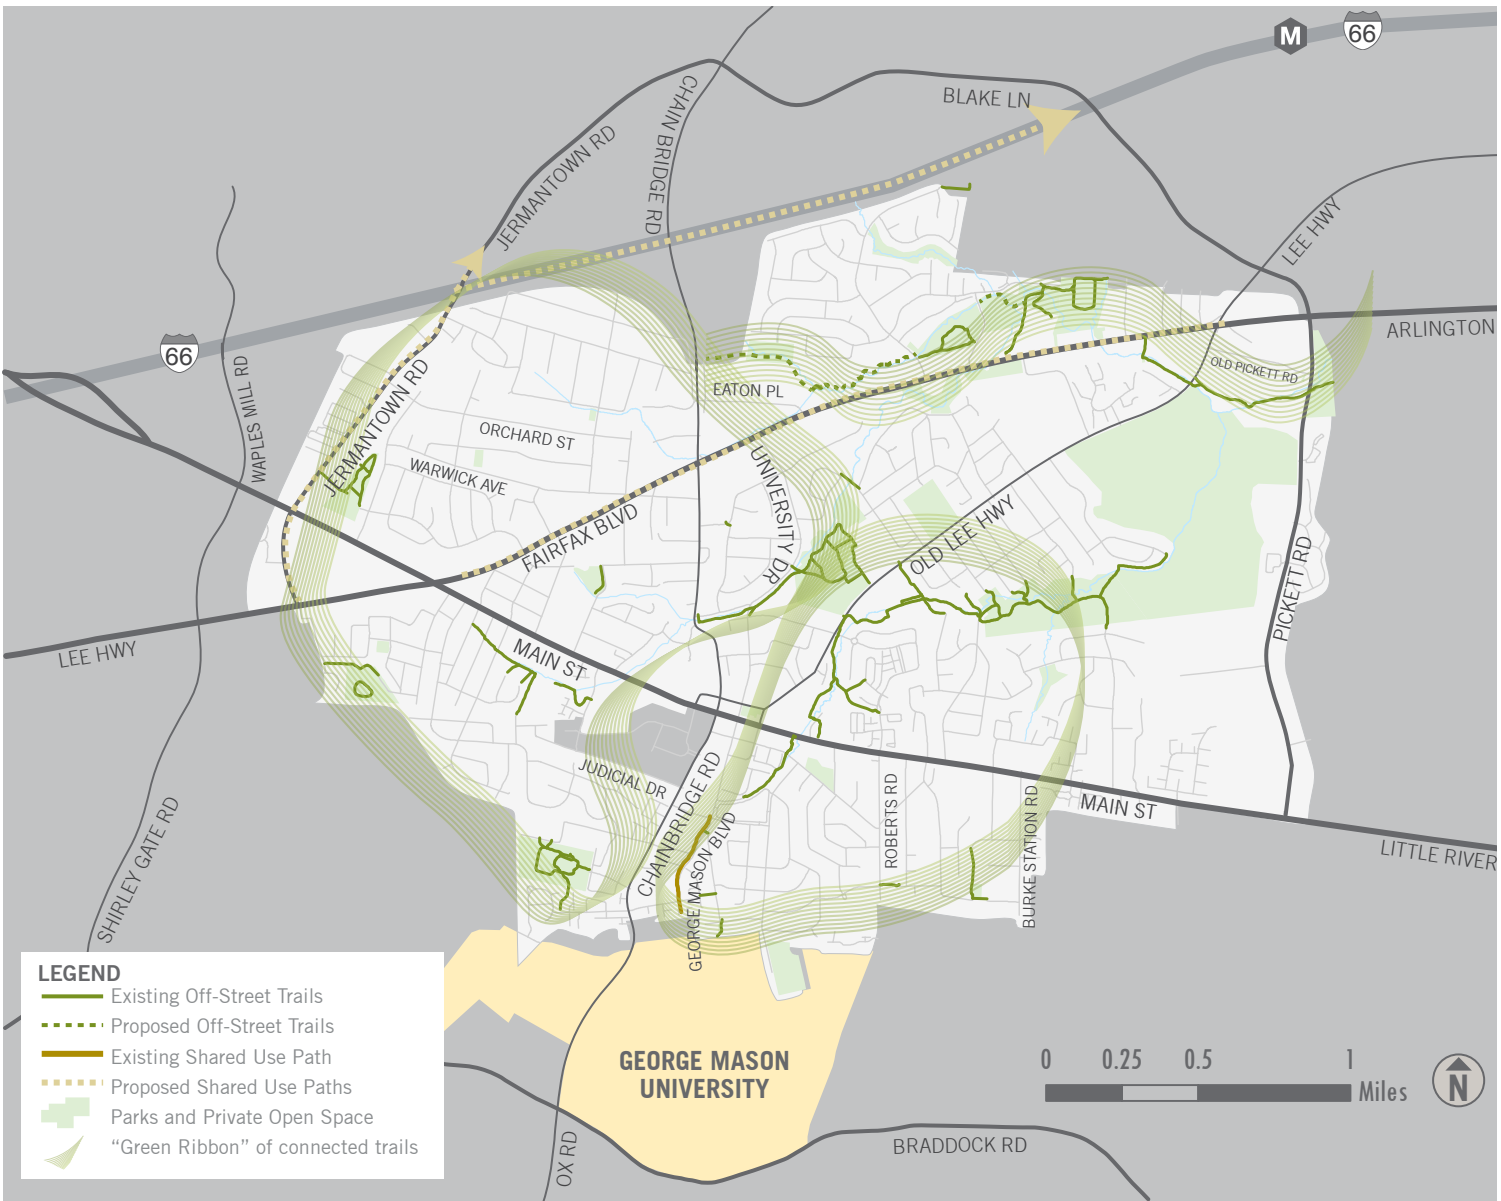 M
66
BLAKE LN
CHAIN BRIDGE RD
JERMANTOWN RD
LEE HWY
ARLINGTON
66
WAPLES MILL RD
JERMANTOWN RD
EATON PL
OLD PICKETT RD
ORCHARD ST
WARWICK AVE
UNIVERSITY DR
FAIRFAX BLVD
OLD LEE HWY
PICKETT RD
LEE HWY
MAIN ST
JUDICIAL DR
CHAINBRIDGE RD
GEORGE MASON BLVD
ROBERTS RD
BURKE STATION RD
MAIN ST
LITTLE RIVER
SHIRLEY GATE RD
LEGEND
Existing Off-Street Trails
Proposed Off-Street Trails
Existing Shared Use Path
Proposed Shared Use Paths
Parks and Private Open Space
“Green Ribbon” of connected trails
GEORGE MASON
UNIVERSITY
0 0.25 0.5 1
Miles
N
OX RD
BRADDOCK RD